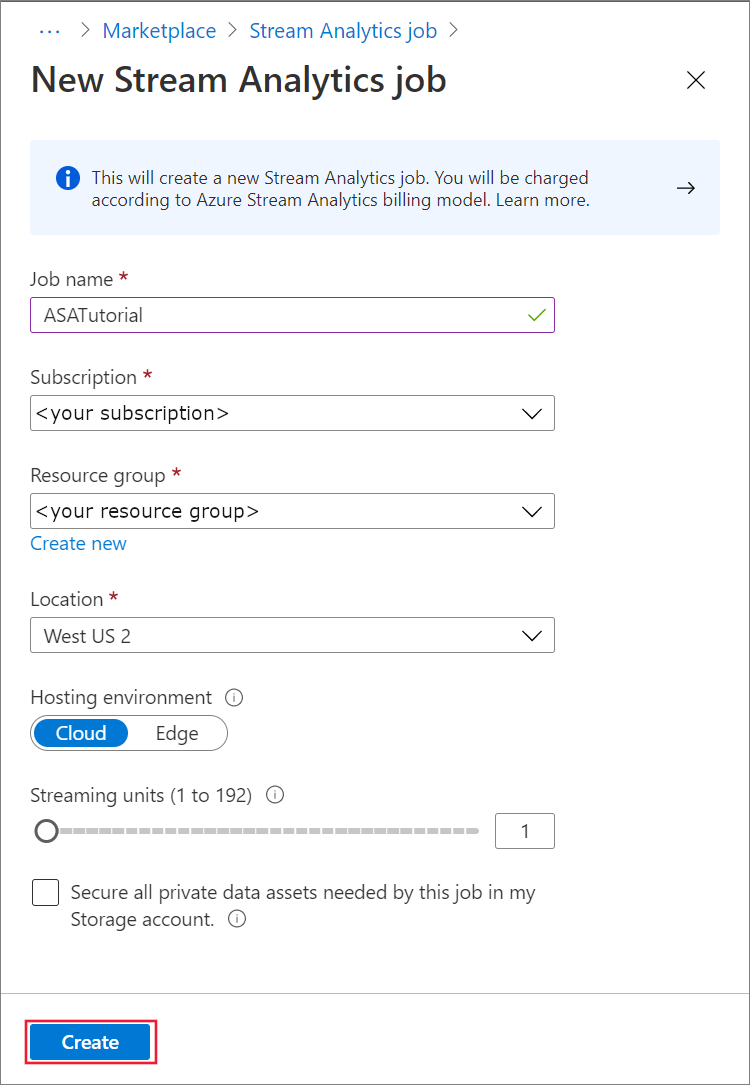 ... > Marketplace > Stream Analytics job >
New Stream Analytics job
This will create a new Stream Analytics job. You will be charged
according to Azure Stream Analytics billing model. Learn more.
Job name *
ASATutorial
Subscription *
<your subscription>
Resource group *
<your resource group>
Create new
Location *
West US 2
Hosting environment
Cloud Edge
Streaming units (1 to 192)
1
Secure all private data assets needed by this job in my
Storage account.
Create